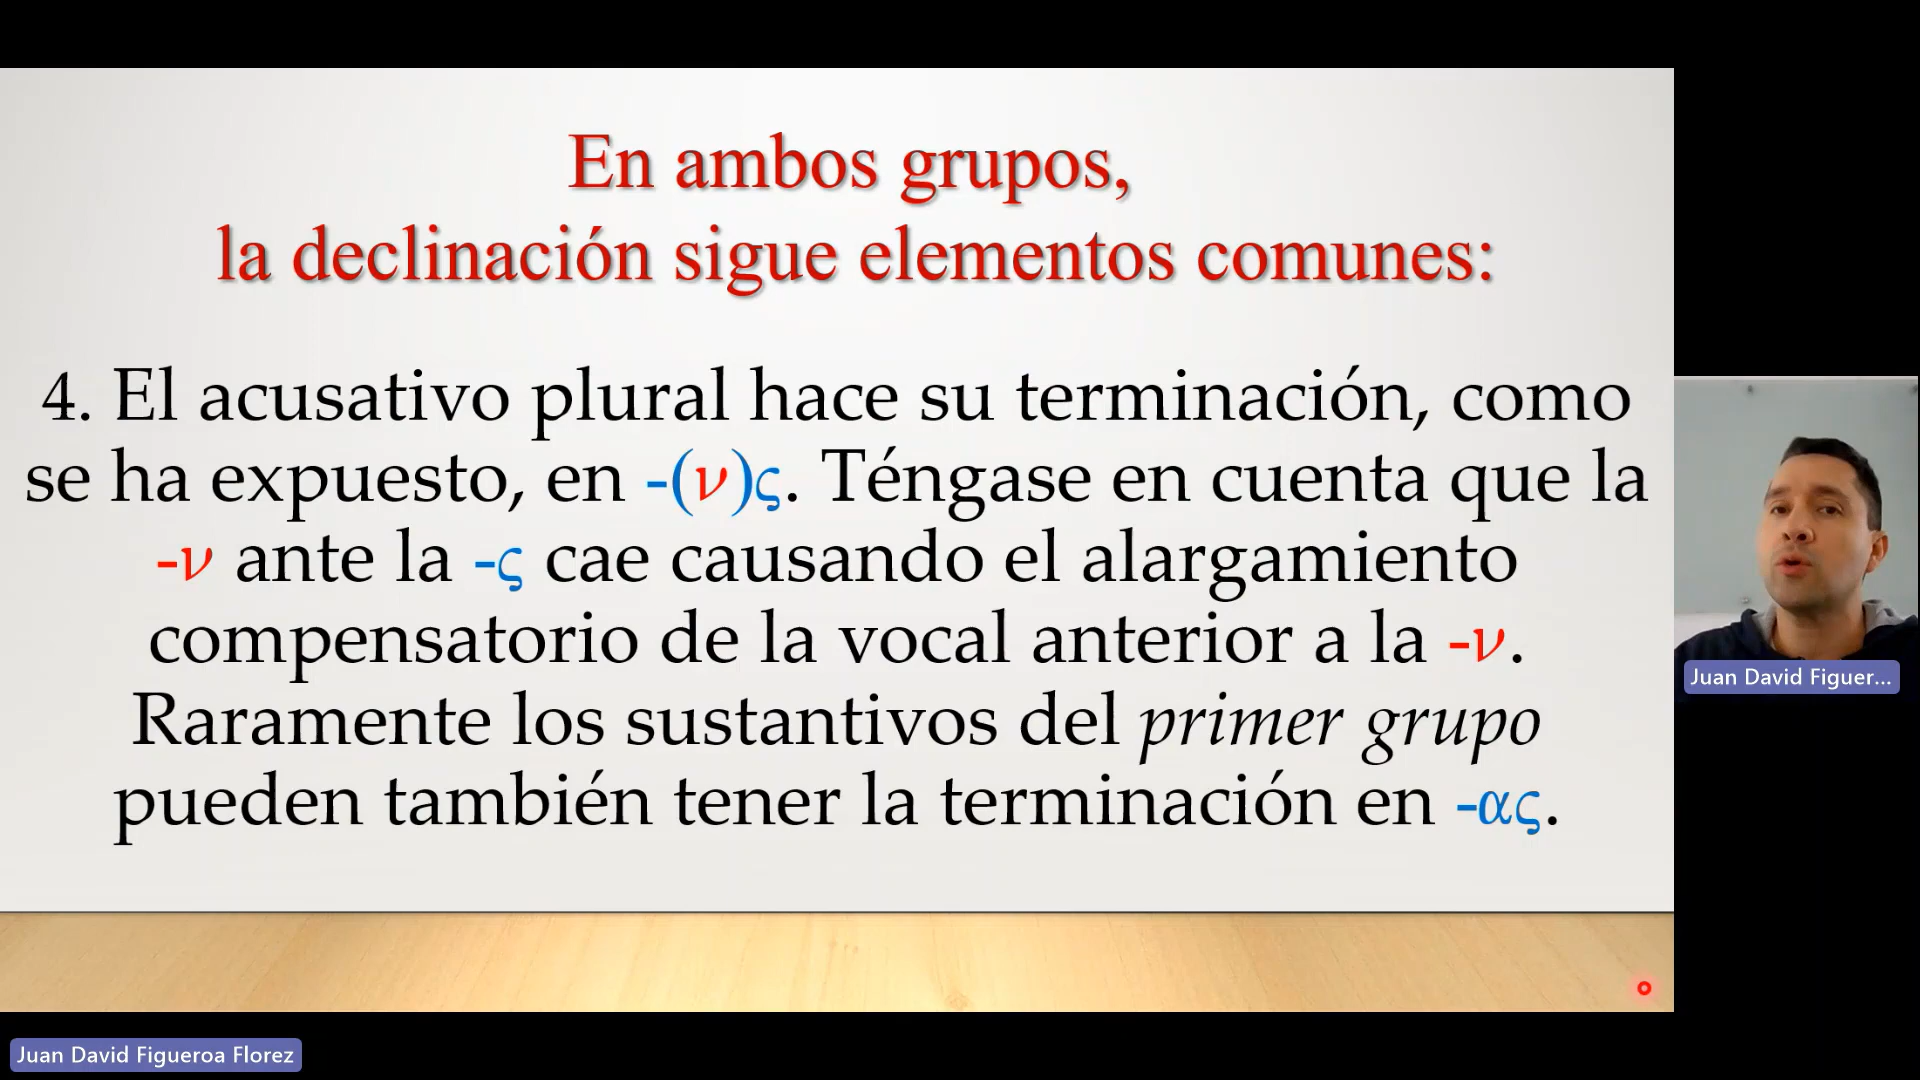 En ambos grupos,
la declinación sigue elementos comunes:
4. El acusativo plural hace su terminación, como
se ha expuesto, en -(ν)ς. Téngase en cuenta que la
-ν ante la -ς cae causando el alargamiento
compensatorio de la vocal anterior a la -ν.
Raramente los sustantivos del primer grupo
pueden también tener la terminación en -ας.
Juan David Figuer...
Juan David Figueroa Florez